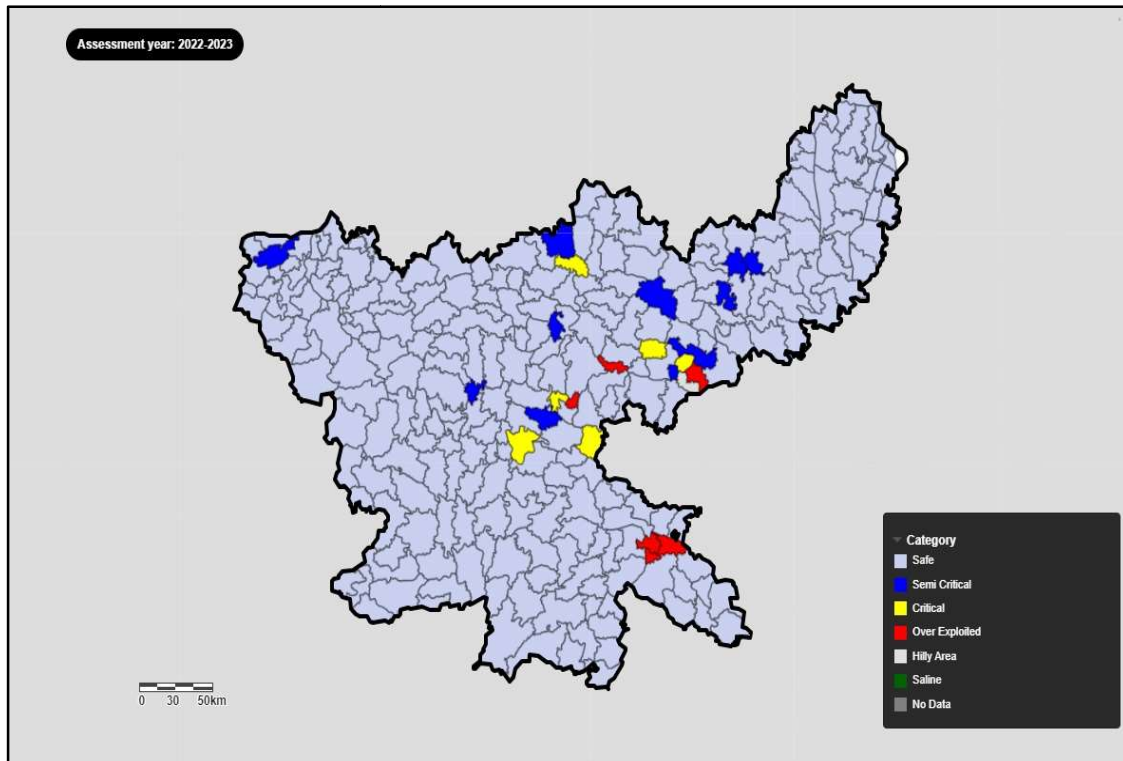 Assessment year: 2022-2023
Category
Safe
Semi Critical
Critical
Over Exploited
Hilly Area
Saline
No Data
0 30 50km